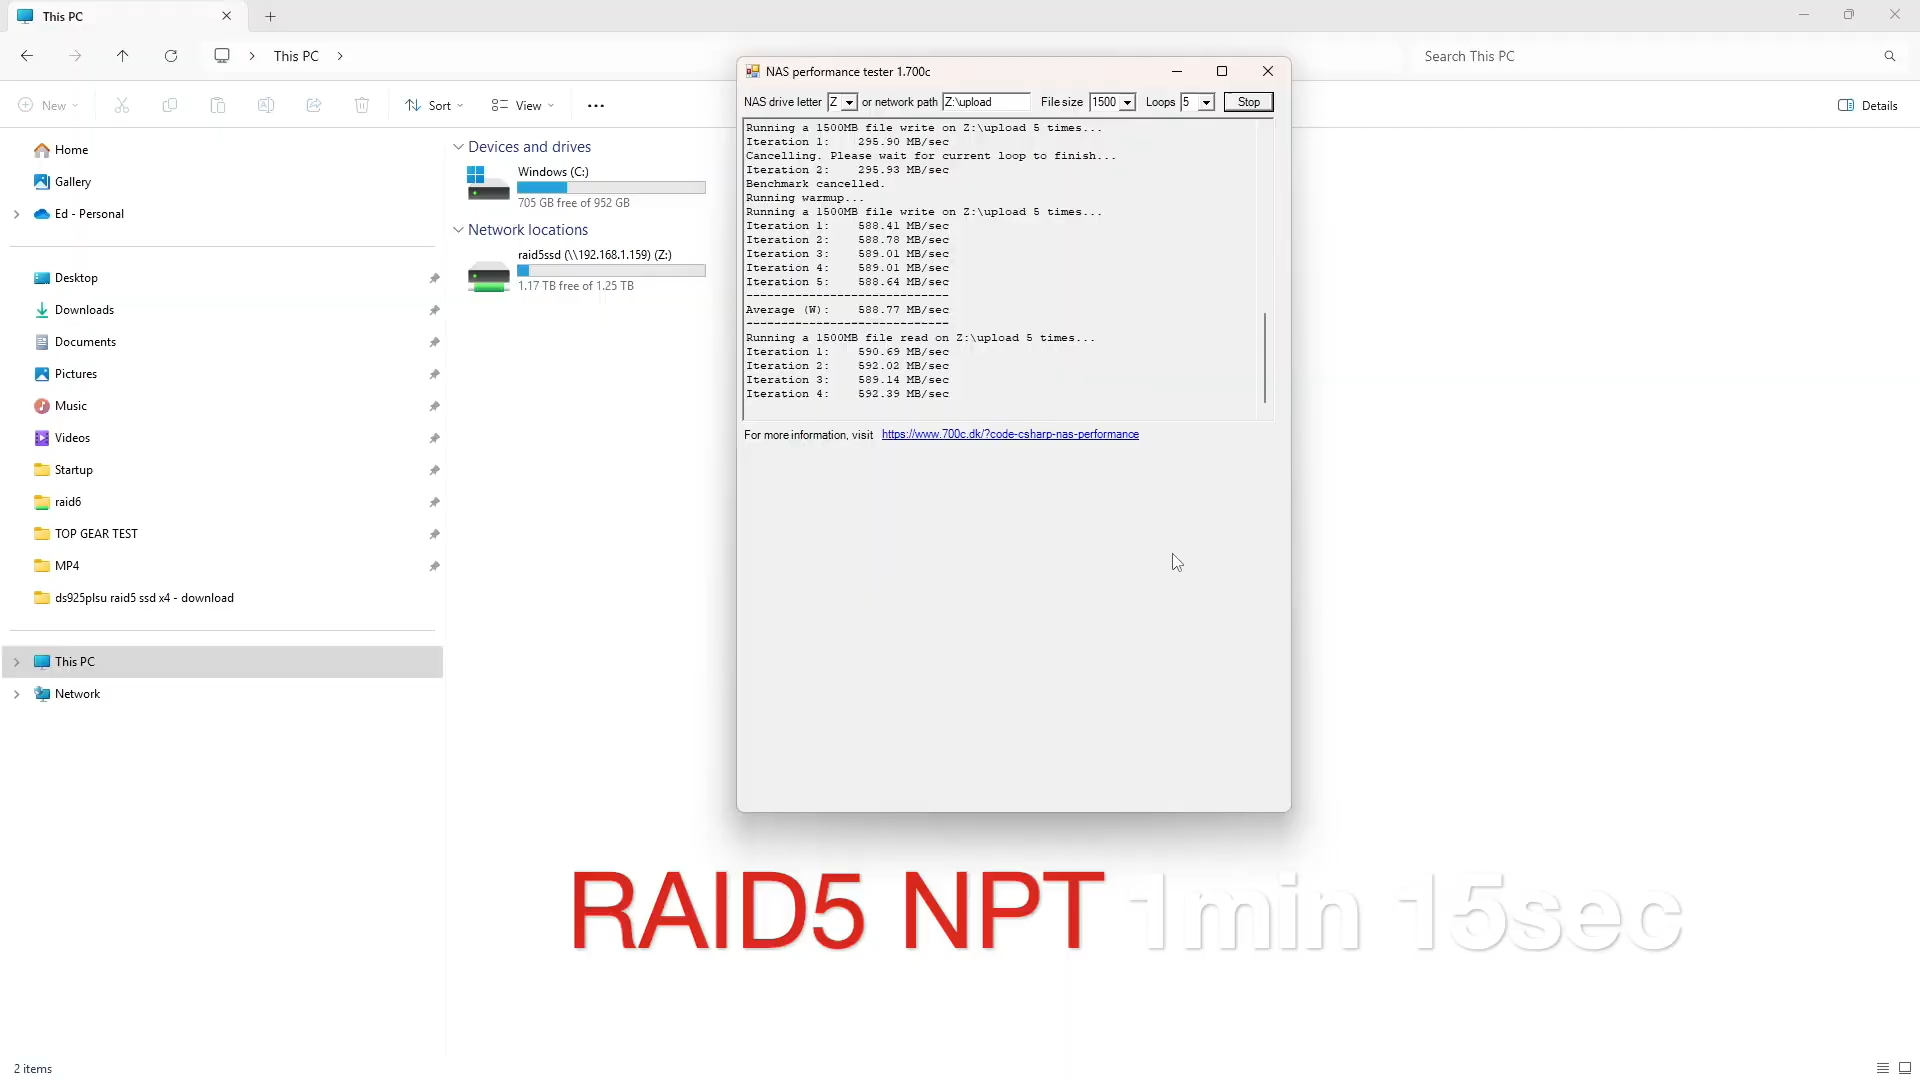 This PC
This PC
Search This PC
New
Sort
View
Details
Home
Gallery
Ed - Personal
Desktop
Downloads
Documents
Pictures
Music
Videos
Startup
raid6
TOP GEAR TEST
MP4
ds925plsu raid5 ssd x4 - download
This PC
Network
Devices and drives
Windows (C:)
705 GB free of 952 GB
Network locations
raid5ssd (\\192.168.1.159) (Z:)
1.17 TB free of 1.25 TB
NAS performance tester 1.700c
NAS drive letter Z or network path Z:\upload File size 1500 Loops 5 Stop
Running a 1500MB file write on Z:\upload 5 times...
Iteration 1: 295.90 MB/sec
Cancelling. Please wait for current loop to finish...
Iteration 2: 295.93 MB/sec
Benchmark cancelled.
Running warmup...
Running a 1500MB file write on Z:\upload 5 times...
Iteration 1: 588.41 MB/sec
Iteration 2: 588.78 MB/sec
Iteration 3: 589.01 MB/sec
Iteration 4: 589.01 MB/sec
Iteration 5: 588.64 MB/sec
-----------------------------
Average (W): 588.77 MB/sec
-----------------------------
Running a 1500MB file read on Z:\upload 5 times...
Iteration 1: 590.69 MB/sec
Iteration 2: 592.02 MB/sec
Iteration 3: 589.14 MB/sec
Iteration 4: 592.39 MB/sec
For more information, visit https://www.700c.dk/?code-csharp-nas-performance
RAID5 NPT 1min 15sec
2 items